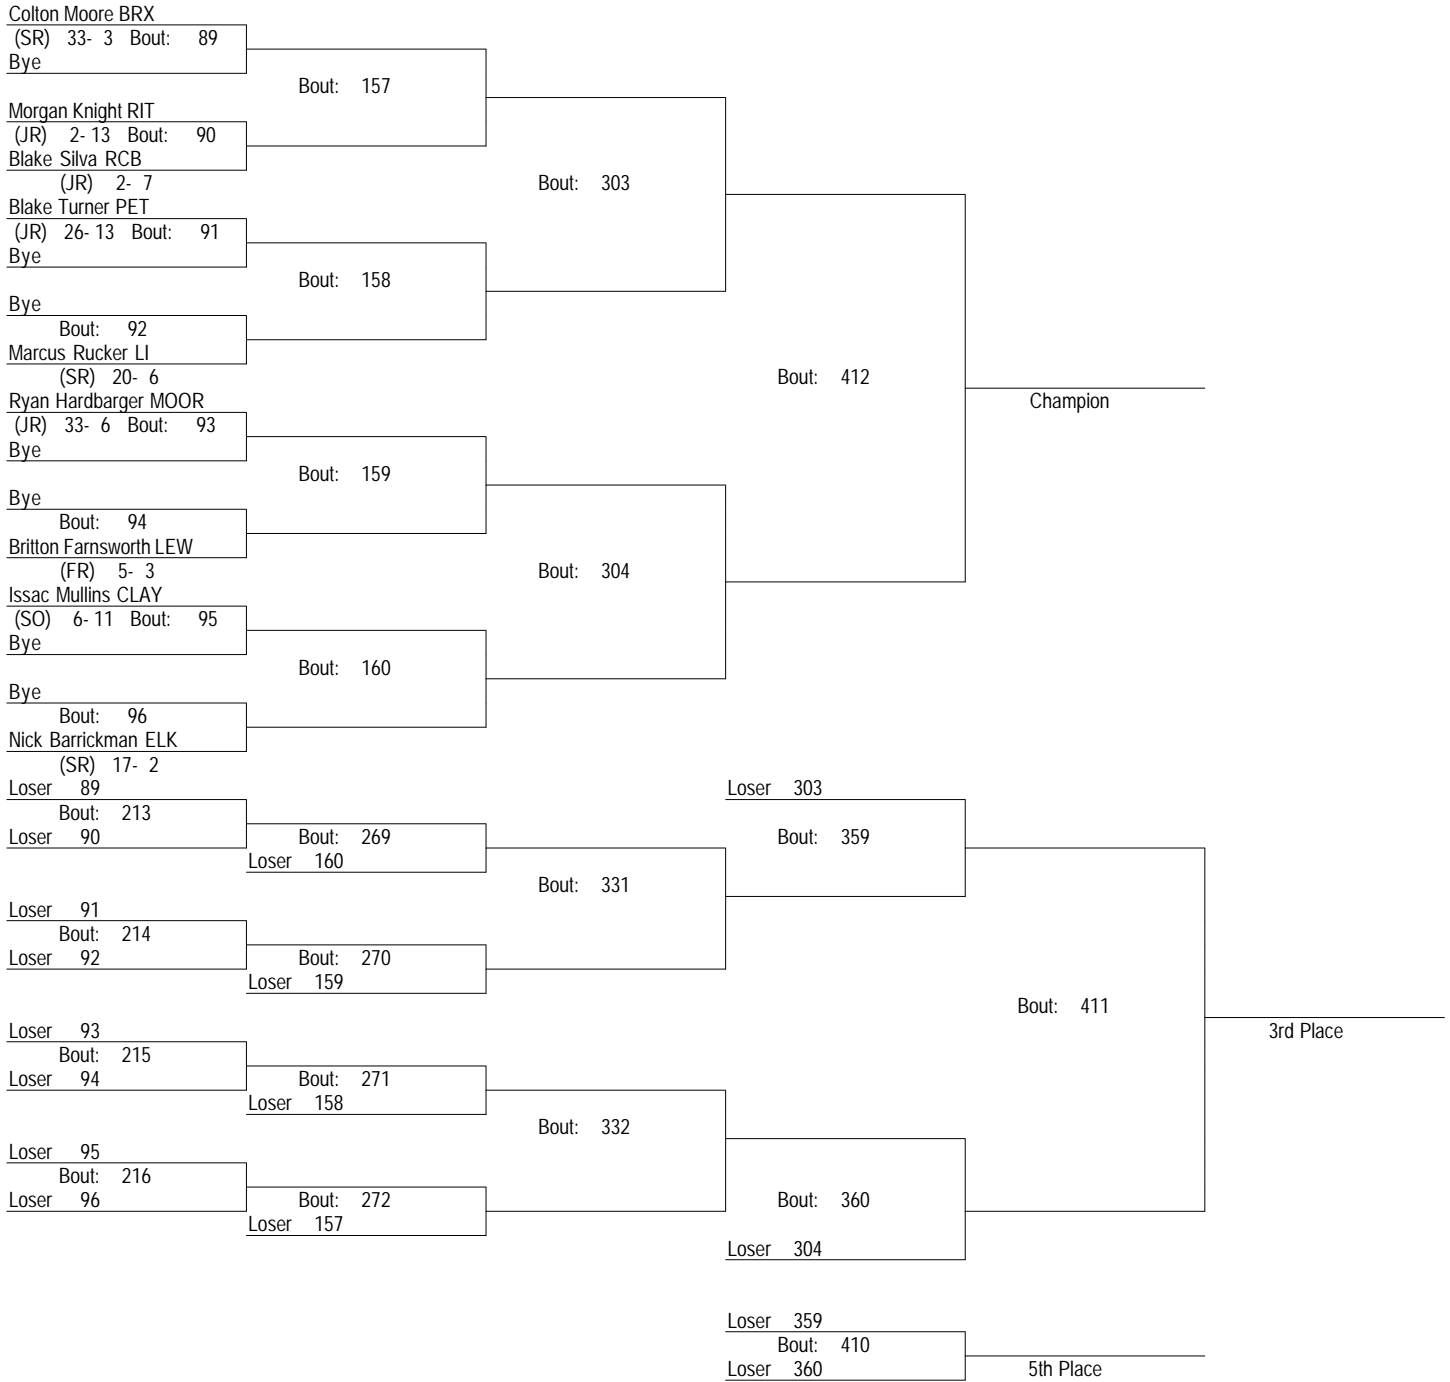 Colton Moore BRX
(SR) 33- 3 Bout: 89
Bye
Bout: 157
Morgan Knight RIT
(JR) 2- 13 Bout: 90
Blake Silva RCB
(JR) 2- 7
Bout: 303
Blake Turner PET
(JR) 26- 13 Bout: 91
Bye
Bout: 158
Bye
Bout: 92
Marcus Rucker LI
(SR) 20- 6
Bout: 412
Champion
Ryan Hardbarger MOOR
(JR) 33- 6 Bout: 93
Bye
Bout: 159
Bye
Bout: 94
Britton Farnsworth LEW
(FR) 5- 3
Bout: 304
Issac Mullins CLAY
(SO) 6- 11 Bout: 95
Bye
Bout: 160
Bye
Bout: 96
Nick Barrickman ELK
(SR) 17- 2
Loser 89
Loser 303
Bout: 213
Loser 90
Bout: 269
Bout: 359
Loser 160
Bout: 331
Loser 91
Bout: 214
Loser 92
Bout: 270
Loser 159
Bout: 411
3rd Place
Loser 93
Bout: 215
Loser 94
Bout: 271
Loser 158
Bout: 332
Loser 95
Bout: 216
Loser 96
Bout: 272
Bout: 360
Loser 157
Loser 304
Loser 359
Bout: 410
Loser 360
5th Place